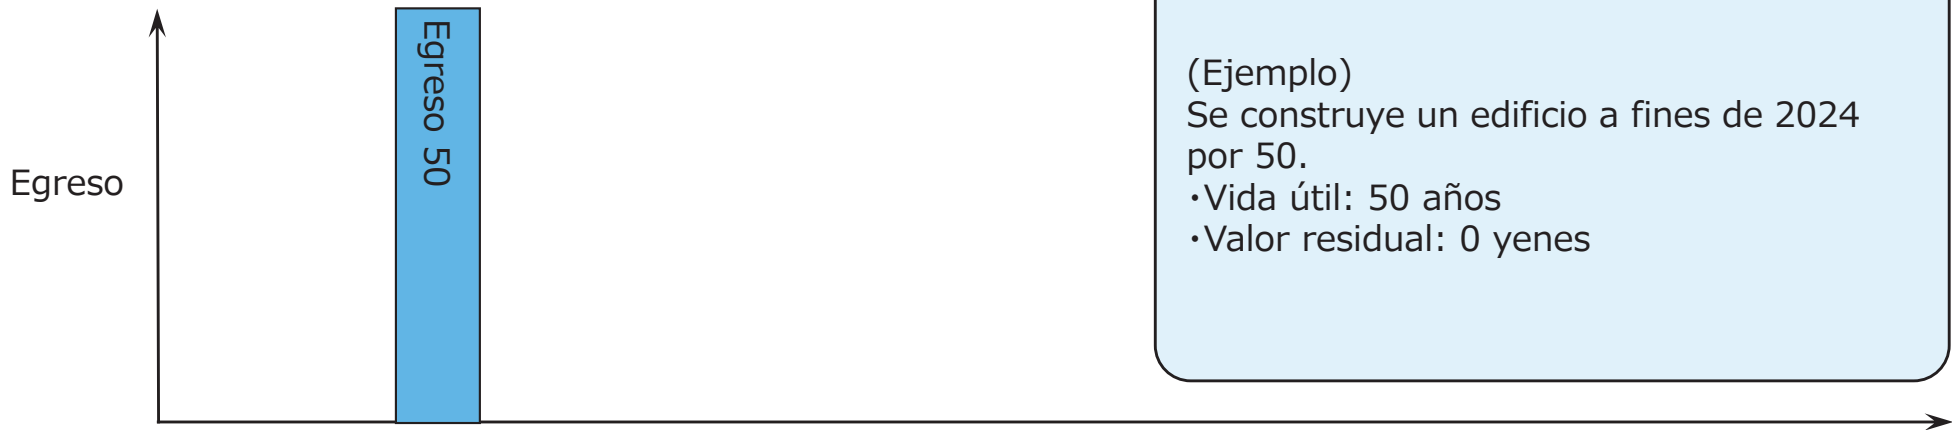 Egreso
Egreso 50
(Ejemplo)
Se construye un edificio a fines de 2024
por 50.
・Vida útil: 50 años
・Valor residual: 0 yenes